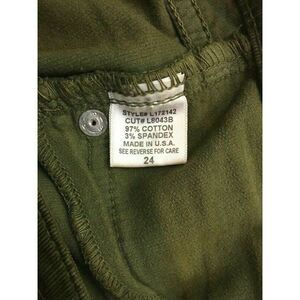 STYLE# L172142
CUT# L8043B
97% COTTON
3% SPANDEX
MADE IN U.S.A.
SEE REVERSE FOR CARE
24